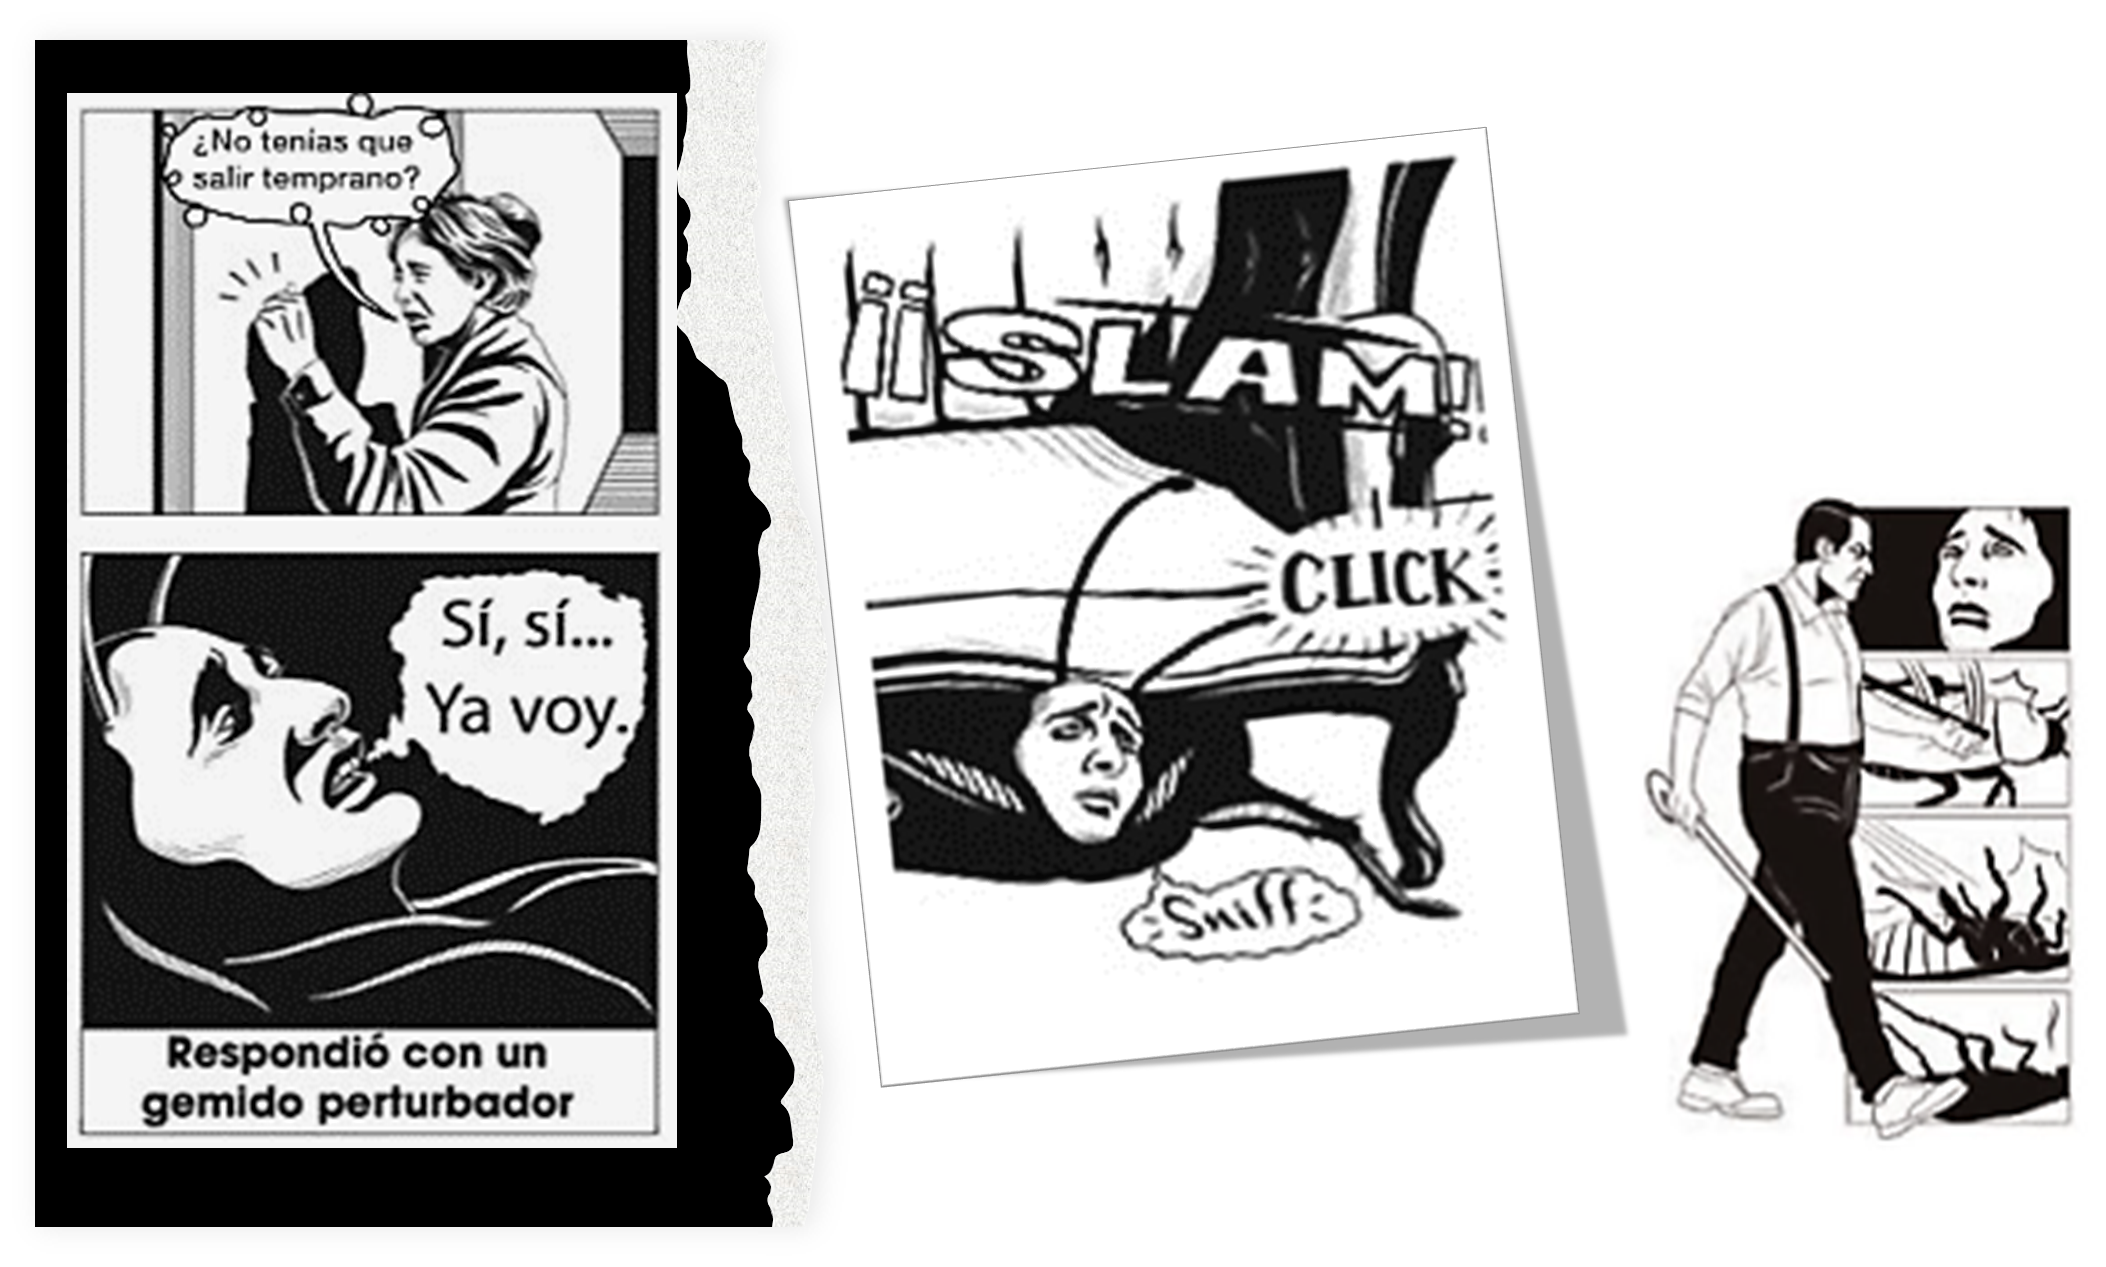 ¿No tenías que
salir temprano?
Sí, sí...
Ya voy.
Respondió con un
gemido perturbador
¡¡SLAM!!
CLICK
Sniff